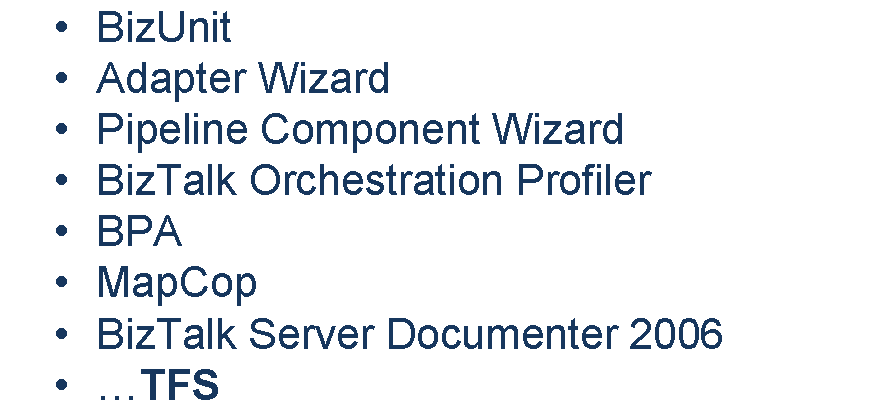 • BizUnit
• Adapter Wizard
• Pipeline Component Wizard
• BizTalk Orchestration Profiler
• BPA
• MapCop
• BizTalk Server Documenter 2006
• …TFS